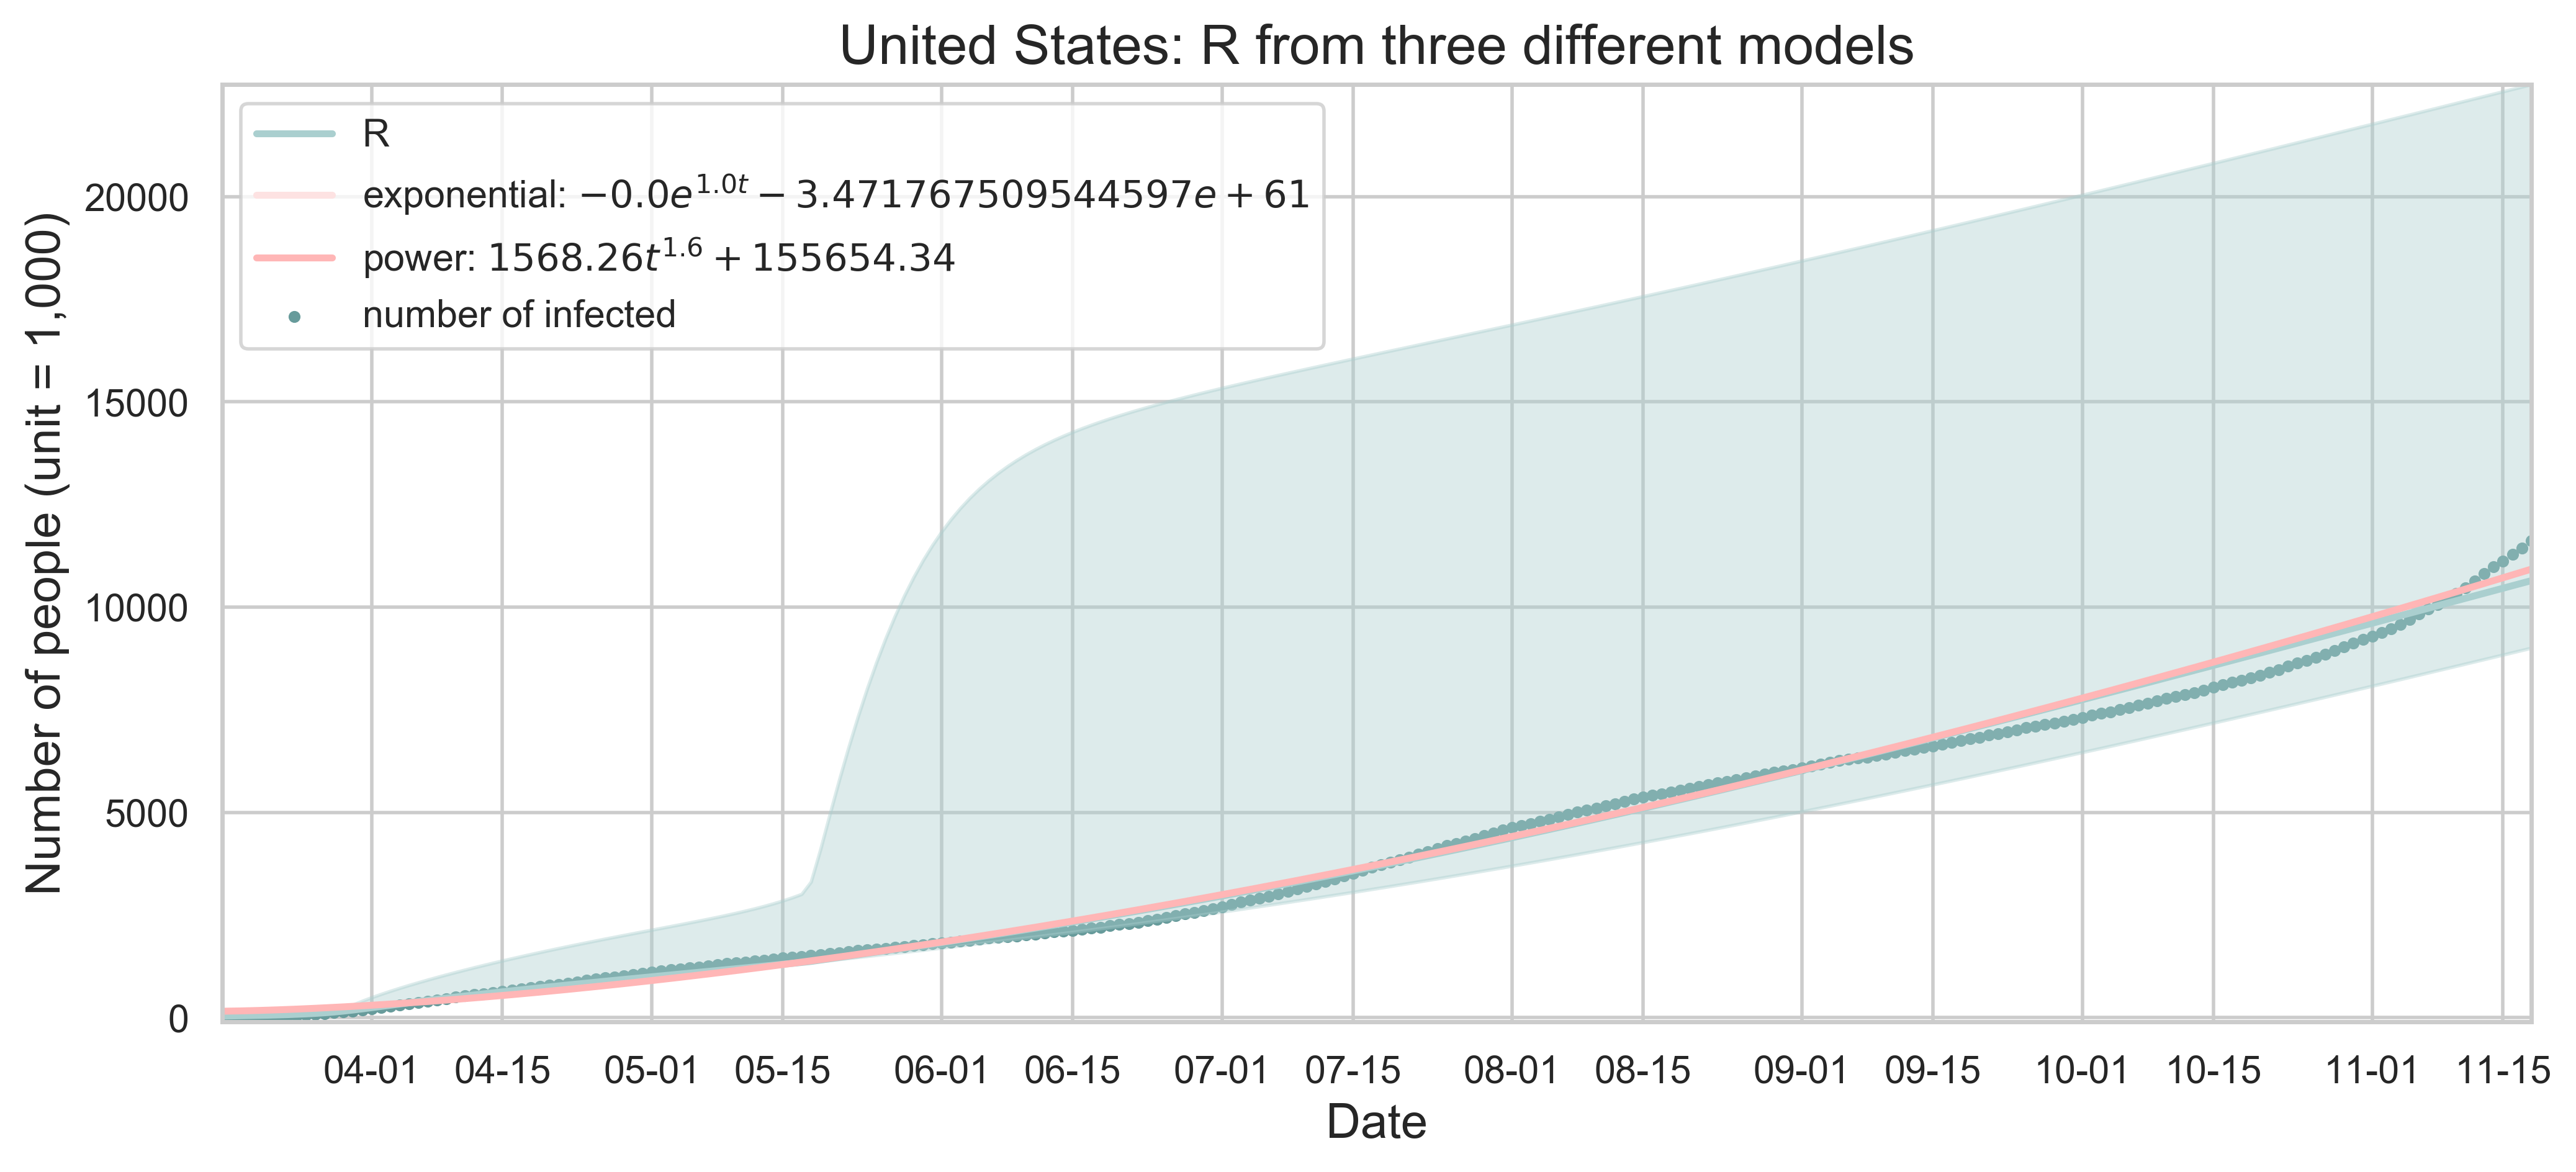 United States: R from three different models
R
exponential: −0.0e^{1.0t} − 3.471767509544597e + 61
power: 1568.26t^{1.6} + 155654.34
number of infected
Number of people (unit = 1,000)
20000
15000
10000
5000
0
04-01 04-15 05-01 05-15 06-01 06-15 07-01 07-15 08-01 08-15 09-01 09-15 10-01 10-15 11-01 11-15
Date